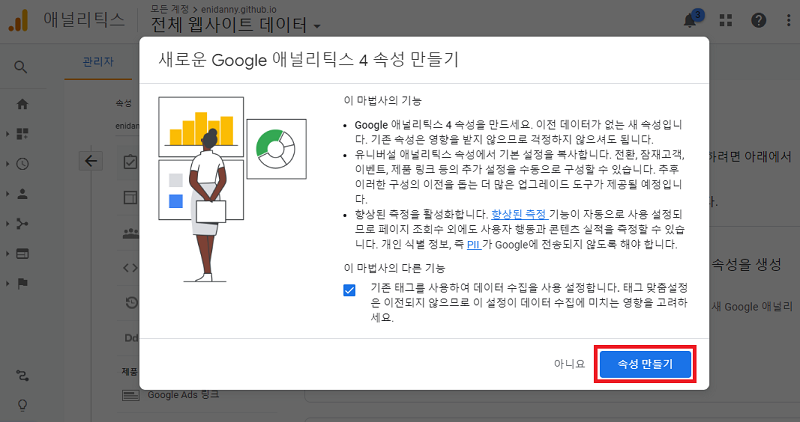 애널리틱스
모든 계정 > enidanny.github.io
전체 웹사이트 데이터
3
관리자
속성
enidan
새로운 Google 애널리틱스 4 속성 만들기
이 마법사의 기능
• Google 애널리틱스 4 속성을 만드세요. 이전 데이터가 없는 새 속성입니
다. 기존 속성은 영향을 받지 않으므로 걱정하지 않으셔도 됩니다.
• 유니버설 애널리틱스 속성에서 기본 설정을 복사합니다. 전환, 잠재고객,
이벤트, 제품 링크 등의 추가 설정을 수동으로 구성할 수 있습니다. 추후
이러한 구성의 이전을 돕는 더 많은 업그레이드 도구가 제공될 예정입니
다.
• 향상된 측정을 활성화합니다. 향상된 측정 기능이 자동으로 사용 설정되
므로 페이지 조회수 외에도 사용자 행동과 콘텐츠 실적을 측정할 수 있습
니다. 개인 식별 정보, 즉 PII 가 Google에 전송되지 않도록 해야 합니다.
이 마법사의 다른 기능
기존 태그를 사용하여 데이터 수집을 사용 설정합니다. 태그 맞춤설정
은 이전되지 않으므로 이 설정이 데이터 수집에 미치는 영향을 고려하
세요.
아니요
속성 만들기
하려면 아래에서
다.
속성을 생성
새 Google 애널리
Dd
제품
Google Ads 링크